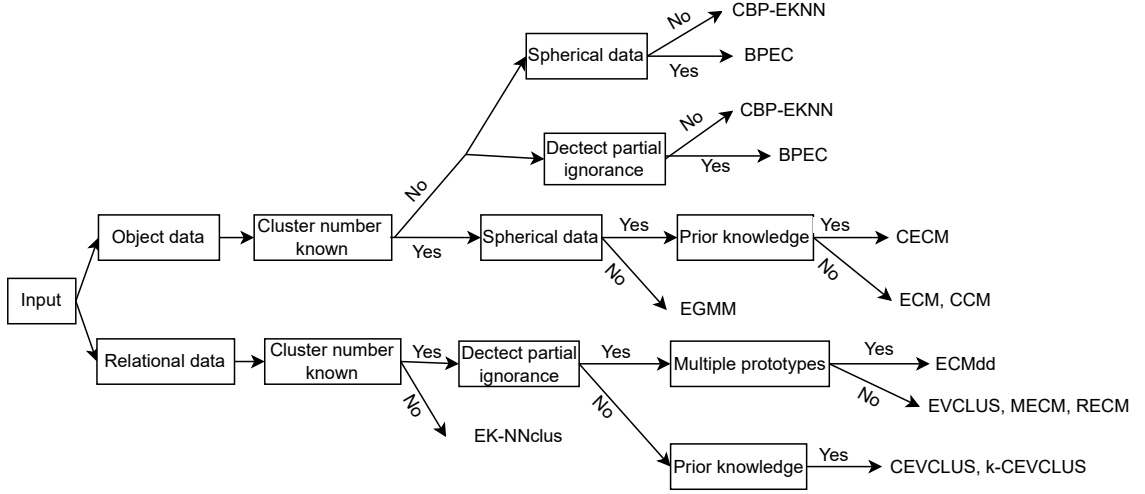 No
CBP-EKNN
Spherical data
Yes
BPEC
No
CBP-EKNN
Dectect partial
ignorance
Yes
BPEC
No
Object data
Cluster number
known
Yes
Spherical data
Yes
Prior knowledge
Yes
CECM
No
ECM, CCM
No
EGMM
Input
Relational data
Cluster number
known
Yes
Dectect partial
ignorance
Yes
Multiple prototypes
Yes
ECMdd
No
EVCLUS, MECM, RECM
No
EK-NNclus
No
Prior knowledge
Yes
CEVCLUS, k-CEVCLUS